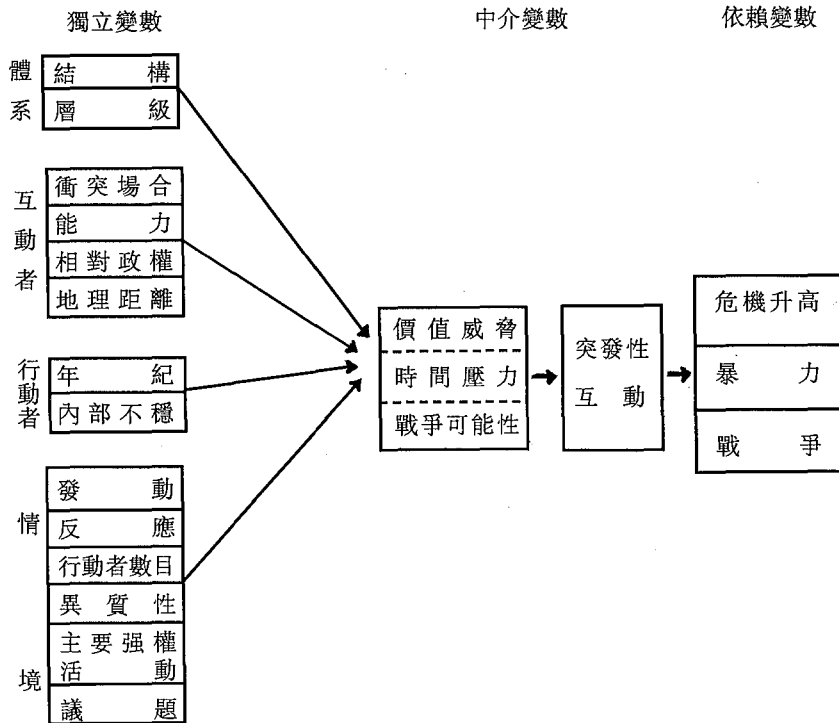 獨立變數
中介變數
依賴變數
體系
結構
層級
互動者
衝突場合
能力
相對政權
地理距離
行動者
年紀
內部不穩
情境
發動
反應
行動者數目
異質性
主要强權
活動
議題
價值威脅
時間壓力
戰爭可能性
突發性
互動
危機升高
暴力
戰爭